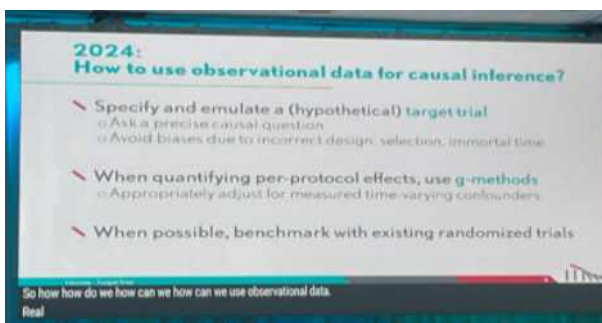 2024:
How to use observational data for causal inference?
Specify and emulate a (hypothetical) target trial
Ask a precise causal question
Avoid biases due to incorrect design: selection, immortal time
When quantifying per-protocol effects, use g-methods
Appropriately adjust for measured time-varying confounders
When possible, benchmark with existing randomized trials
So how how do we how can we how can we use observational data.
Real